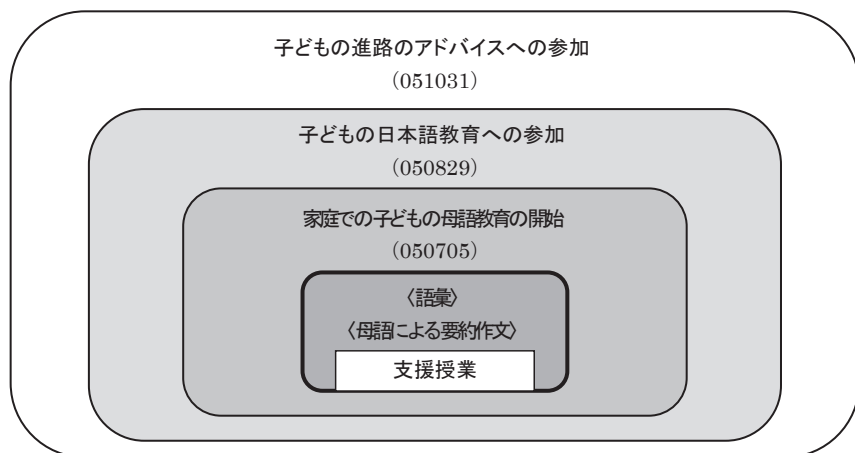 子どもの進路のアドバイスへの参加
（051031）
子どもの日本語教育への参加
（050829）
家庭での子どもの母語教育の開始
（050705）
〈語彙〉
〈母語による要約作文〉
支援授業